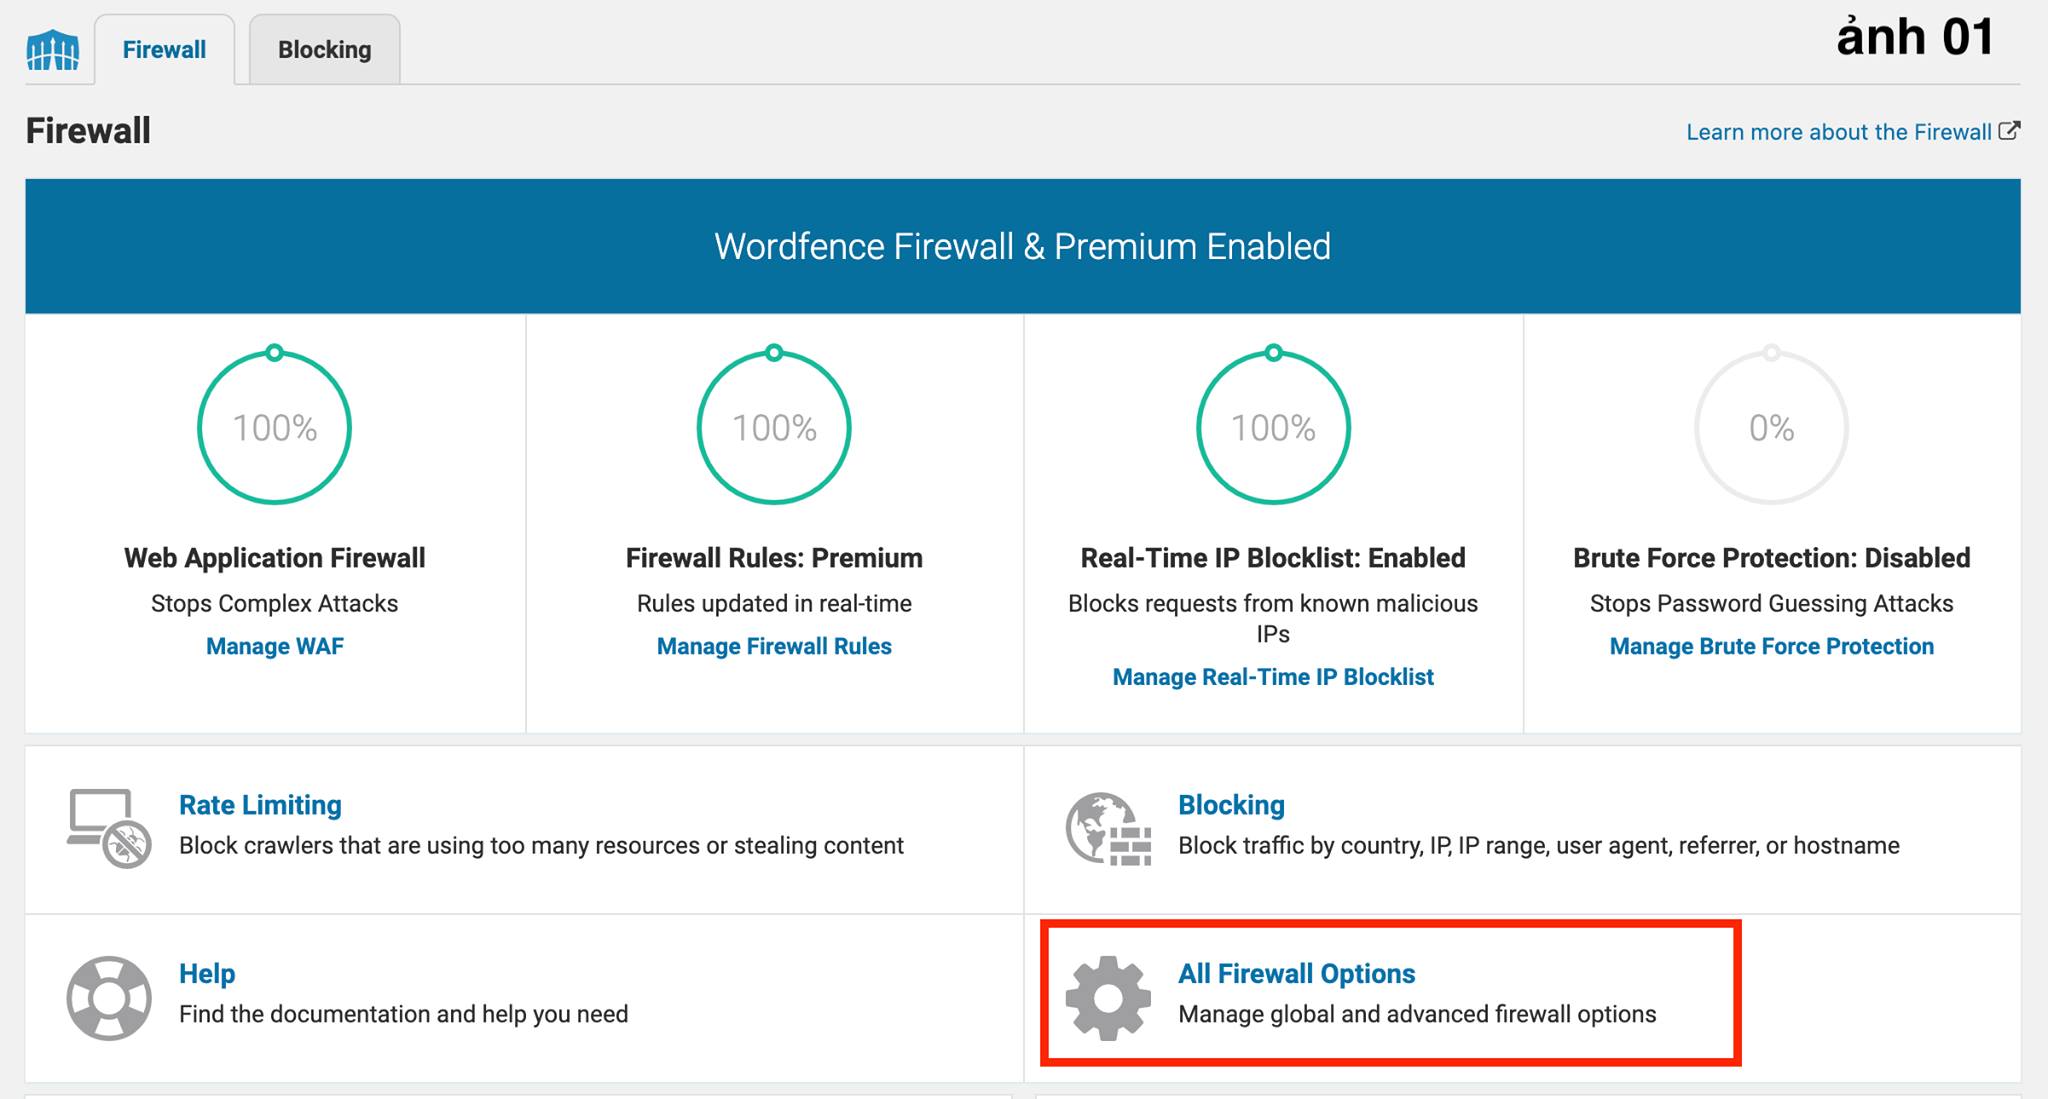 Firewall
Blocking
ảnh 01
Firewall
Learn more about the Firewall
Wordfence Firewall & Premium Enabled
100%
Web Application Firewall
Stops Complex Attacks
Manage WAF
100%
Firewall Rules: Premium
Rules updated in real-time
Manage Firewall Rules
100%
Real-Time IP Blocklist: Enabled
Blocks requests from known malicious
IPs
Manage Real-Time IP Blocklist
0%
Brute Force Protection: Disabled
Stops Password Guessing Attacks
Manage Brute Force Protection
Rate Limiting
Block crawlers that are using too many resources or stealing content
Blocking
Block traffic by country, IP, IP range, user agent, referrer, or hostname
Help
Find the documentation and help you need
All Firewall Options
Manage global and advanced firewall options